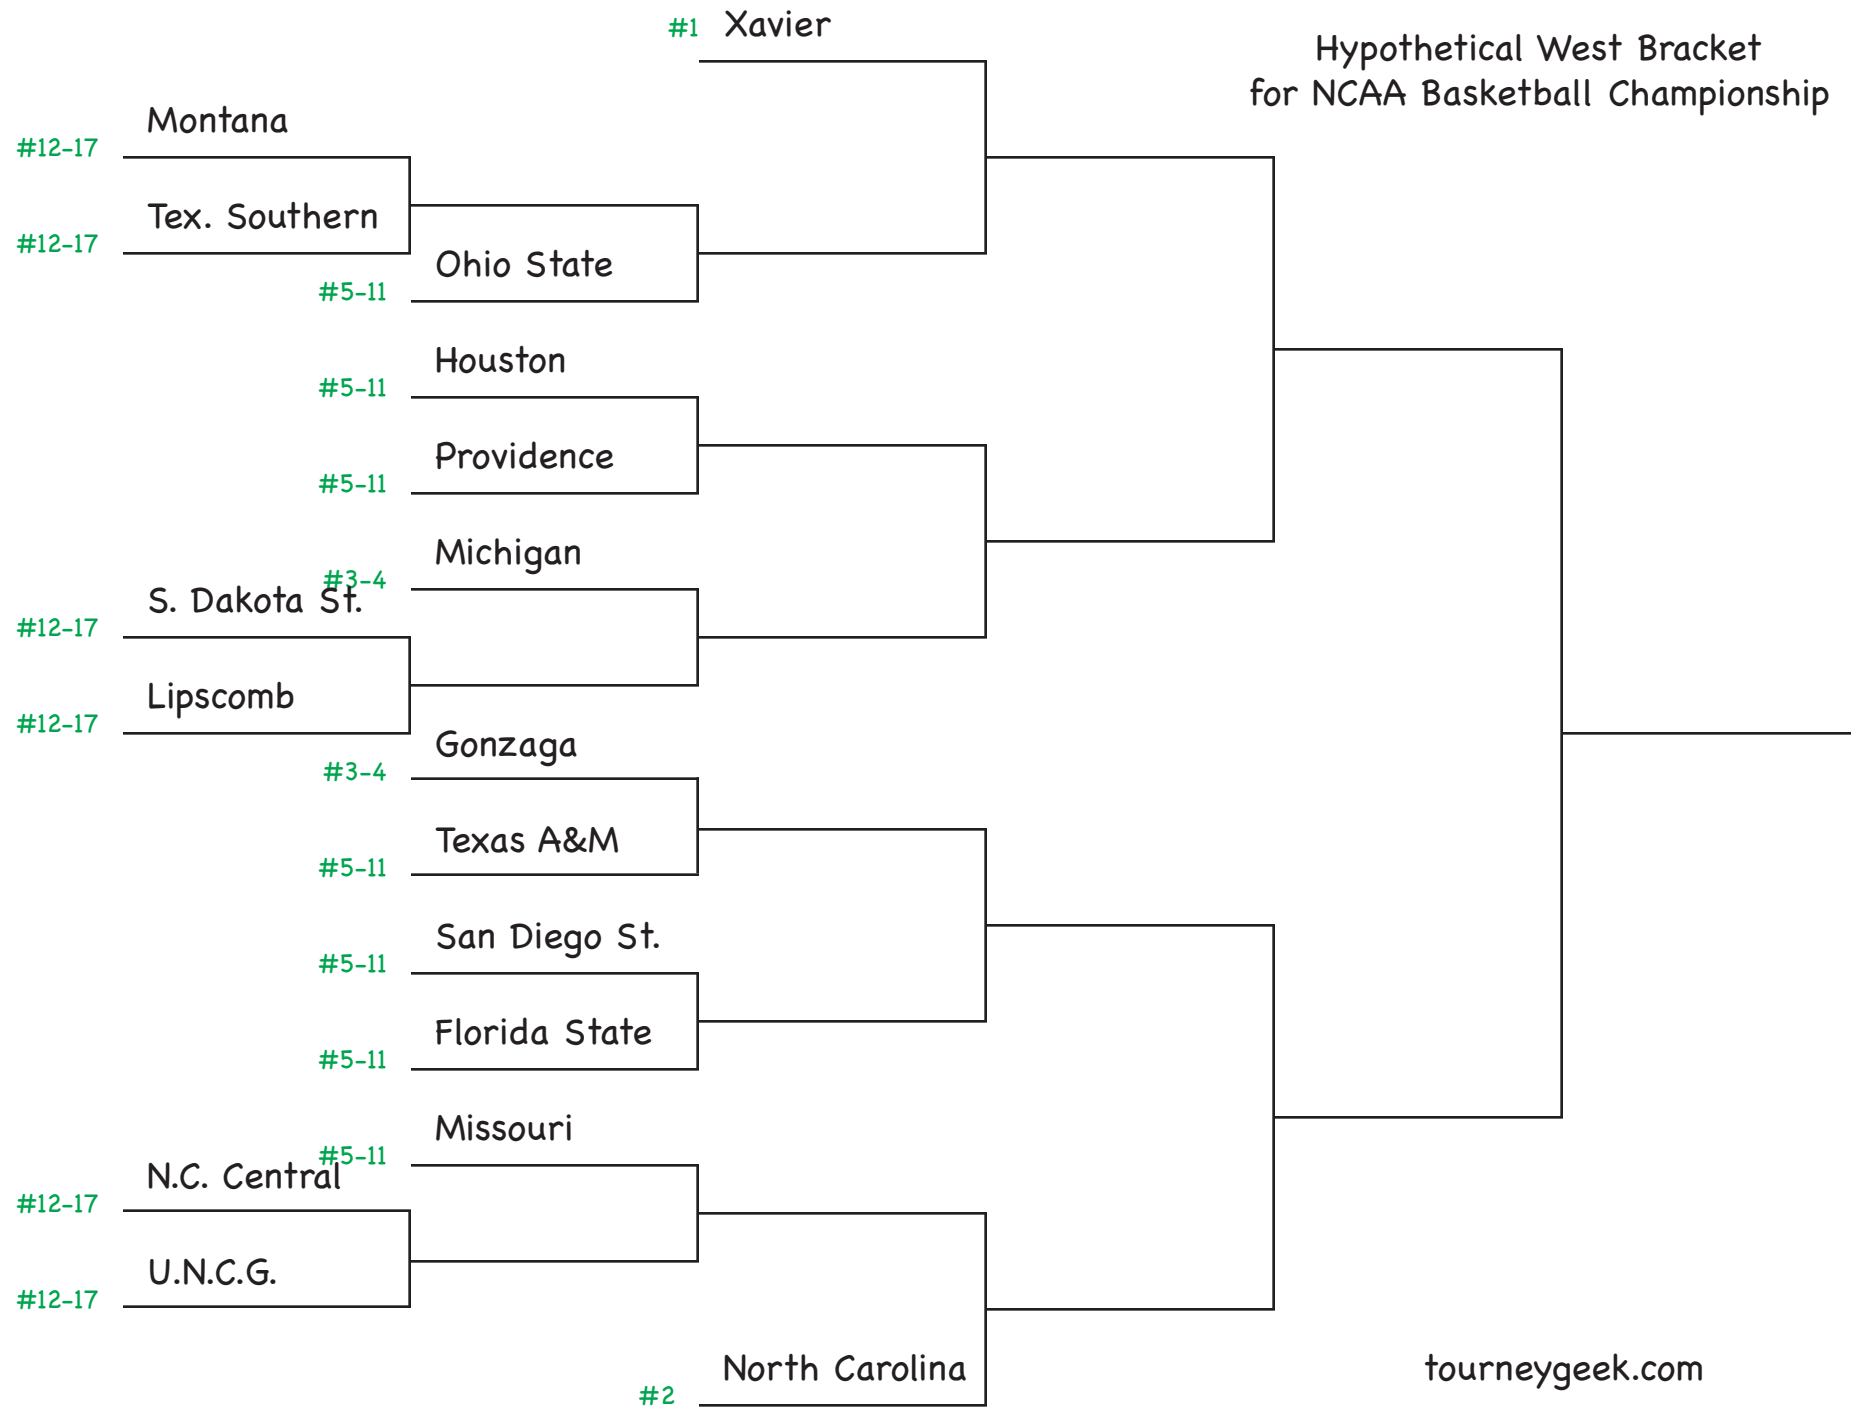 #1 Xavier
Hypothetical West Bracket
for NCAA Basketball Championship
Montana
#12-17
Tex. Southern
#12-17
Ohio State
#5-11
Houston
#5-11
Providence
#5-11
Michigan
#3-4
S. Dakota St.
#12-17
Lipscomb
#12-17
Gonzaga
#3-4
Texas A&M
#5-11
San Diego St.
#5-11
Florida State
#5-11
Missouri
#5-11
N.C. Central
#12-17
U.N.C.G.
#12-17
North Carolina
#2
tourneygeek.com